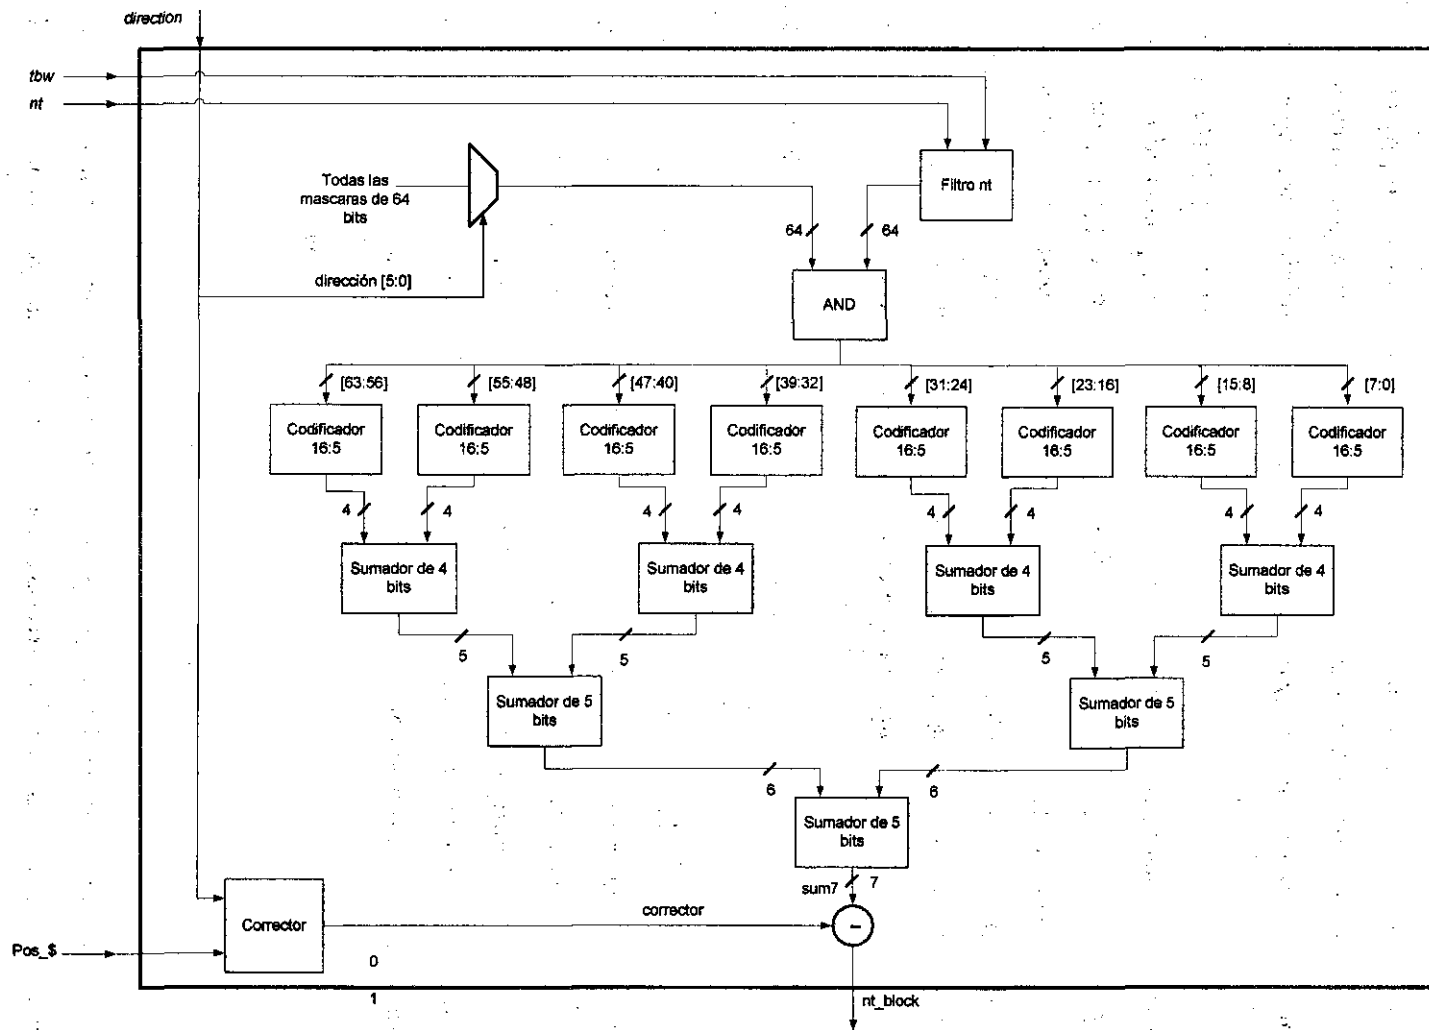 direction
tbw
nt
Filtro nt
Todas las
mascaras de 64
bits
64
64
dirección [5:0]
AND
[63:56]
[55:48]
[47:40]
[39:32]
[31:24]
[23:16]
[15:8]
[7:0]
Codificador
16:5
Codificador
16:5
Codificador
16:5
Codificador
16:5
Codificador
16:5
Codificador
16:5
Codificador
16:5
Codificador
16:5
4
4
4
4
4
4
4
4
Sumador de 4
bits
Sumador de 4
bits
Sumador de 4
bits
Sumador de 4
bits
5
5
5
5
Sumador de 5
bits
Sumador de 5
bits
6
6
Sumador de 5
bits
sum7
7
Corrector
corrector
-
Pos_$
0
1
nt_block